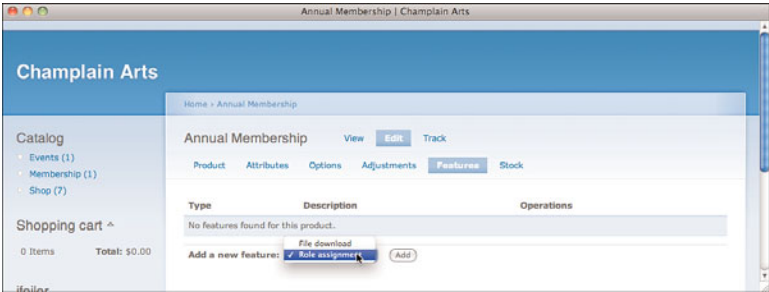 Annual Membership | Champlain Arts
Champlain Arts
Home › Annual Membership
Catalog
Events (1)
Membership (1)
Shop (7)
Shopping cart
0 Items Total: $0.00
Annual Membership View Edit Track
Product Attributes Options Adjustments Features Stock
Type Description Operations
No features found for this product.
File download
Add a new feature: ✓ Role assignment Add